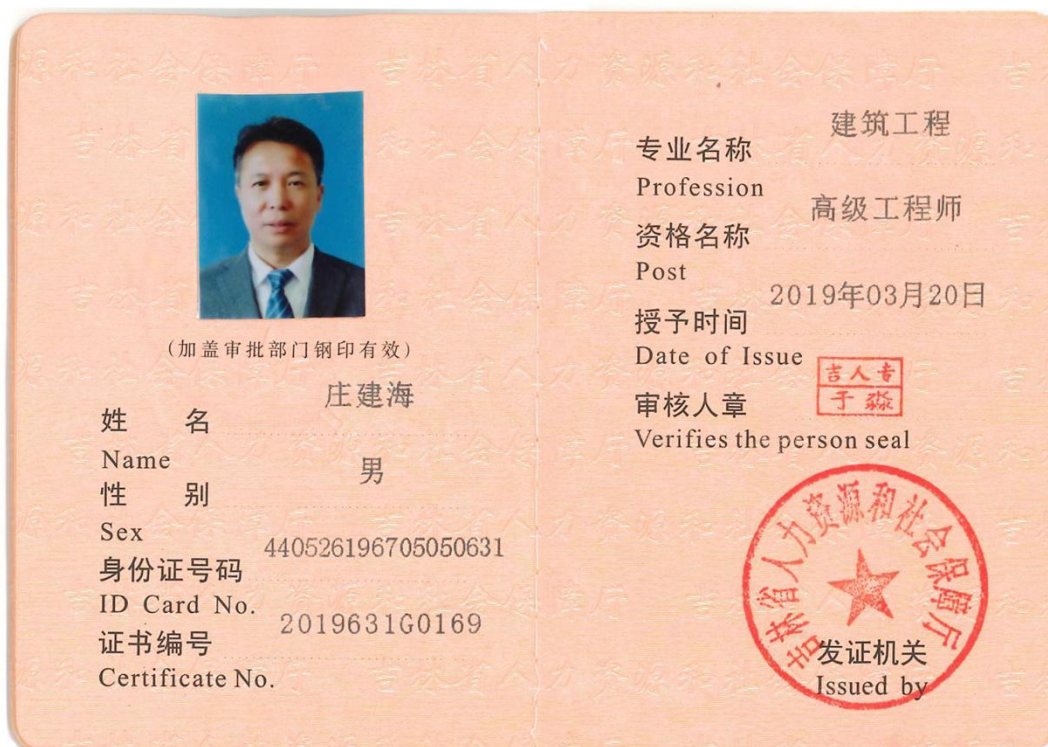 (加盖审批部门钢印有效)
庄建海
姓 名
Name
男
性 别
Sex
440526196705050631
身份证号码
ID Card No.
2019631G0169
证书编号
Certificate No.
建筑工程
专业名称
Profession
高级工程师
资格名称
Post
2019年03月20日
授予时间
Date of Issue
吉人专
于淼
审核人章
Verifies the person seal
吉林省人力资源和社会保障厅
发证机关
Issued by